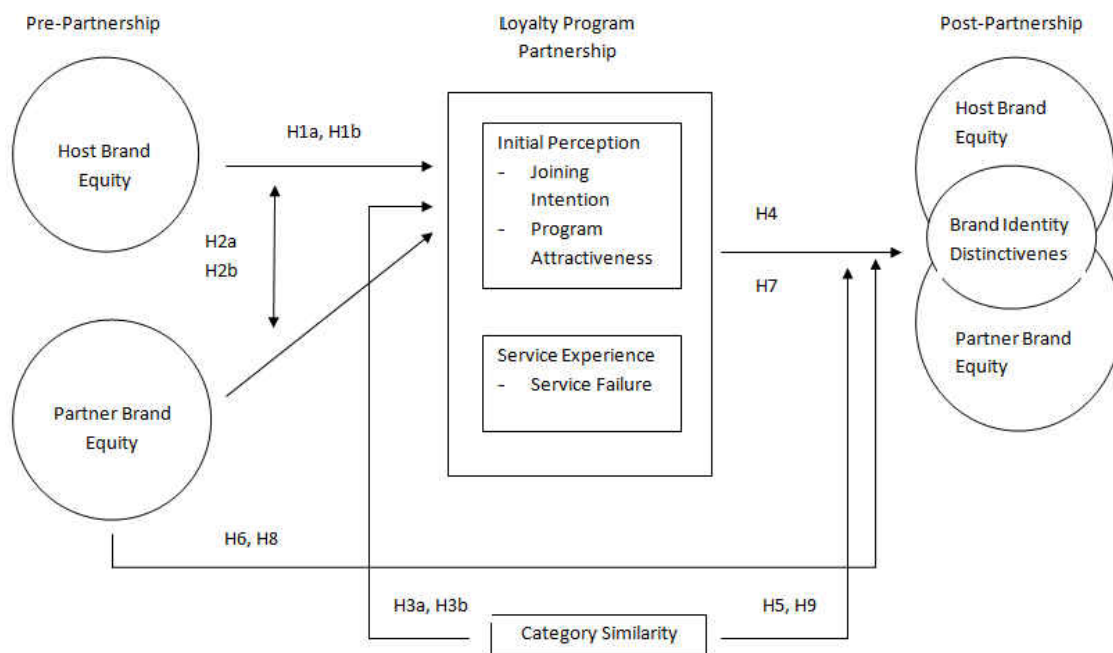 Pre-Partnership
Loyalty Program
Partnership
Post-Partnership
Host Brand
Equity
H1a, H1b
H2a
H2b
Partner Brand
Equity
Initial Perception
- Joining
Intention
- Program
Attractiveness
Service Experience
- Service Failure
H4
H7
Host Brand
Equity
Brand Identity
Distinctivenes
Partner Brand
Equity
H6, H8
H3a, H3b
Category Similarity
H5, H9